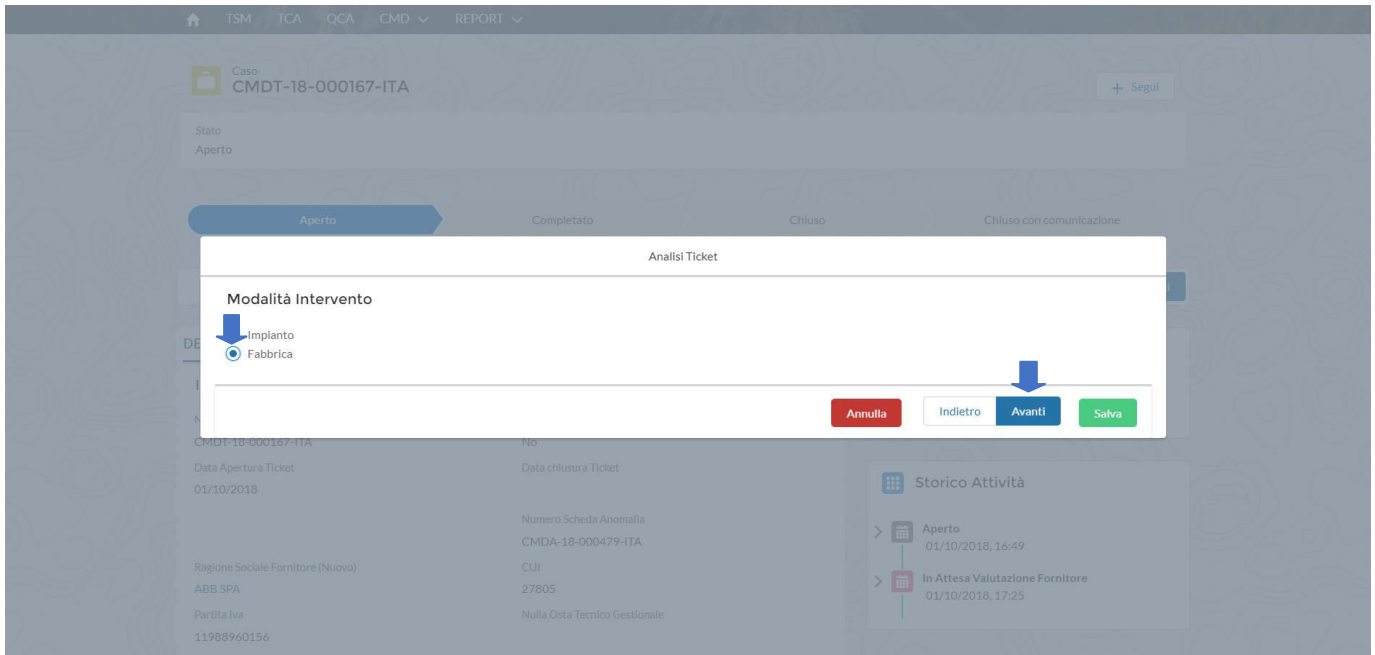 TSM TCA QCA CMD REPORT
Caso
CMDT-18-000167-ITA
+ Segui
Stato
Aperto
Aperto Completato Chiuso Chiuso con comunicazione
Analisi Ticket
Modalità Intervento
Impianto
DE
Fabbrica
Annulla Indietro Avanti Salva
CMDT-18-000167-ITA No
Data Apertura Ticket Data chiusura Ticket
01/10/2018
Storico Attività
Numero Scheda Anomalia
CMDA-18-000479-ITA
Aperto
01/10/2018, 16:49
Ragione Sociale Fornitore (Nuovo) CUI
ABB SPA 27805
In Attesa Valutazione Fornitore
01/10/2018, 17:25
Partita Iva Nulla Osta Tecnico Gestionale
11988960156